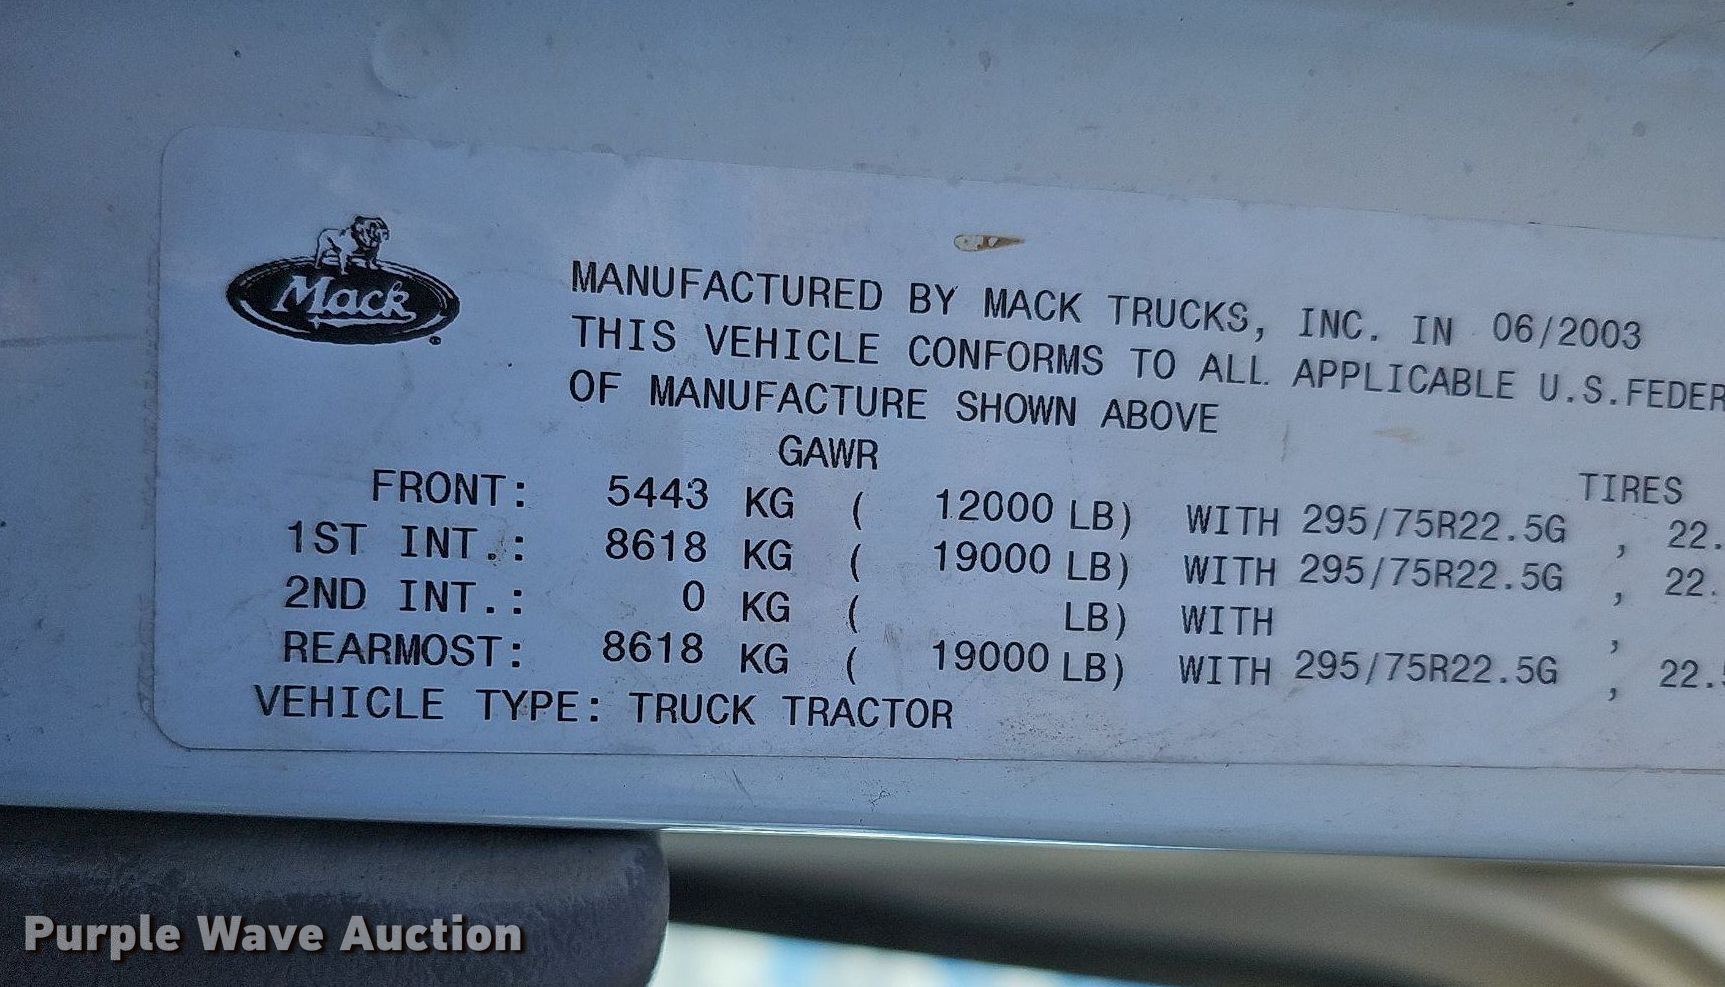 Mack
MANUFACTURED BY MACK TRUCKS, INC. IN 06/2003
THIS VEHICLE CONFORMS TO ALL APPLICABLE U.S.FEDER
OF MANUFACTURE SHOWN ABOVE
GAWR TIRES
FRONT: 5443 KG ( 12000 LB) WITH 295/75R22.5G , 22.
1ST INT.: 8618 KG ( 19000 LB) WITH 295/75R22.5G , 22.
2ND INT.: 0 KG ( LB) WITH ,
REARMOST: 8618 KG ( 19000 LB) WITH 295/75R22.5G , 22.5
VEHICLE TYPE: TRUCK TRACTOR
Purple Wave Auction